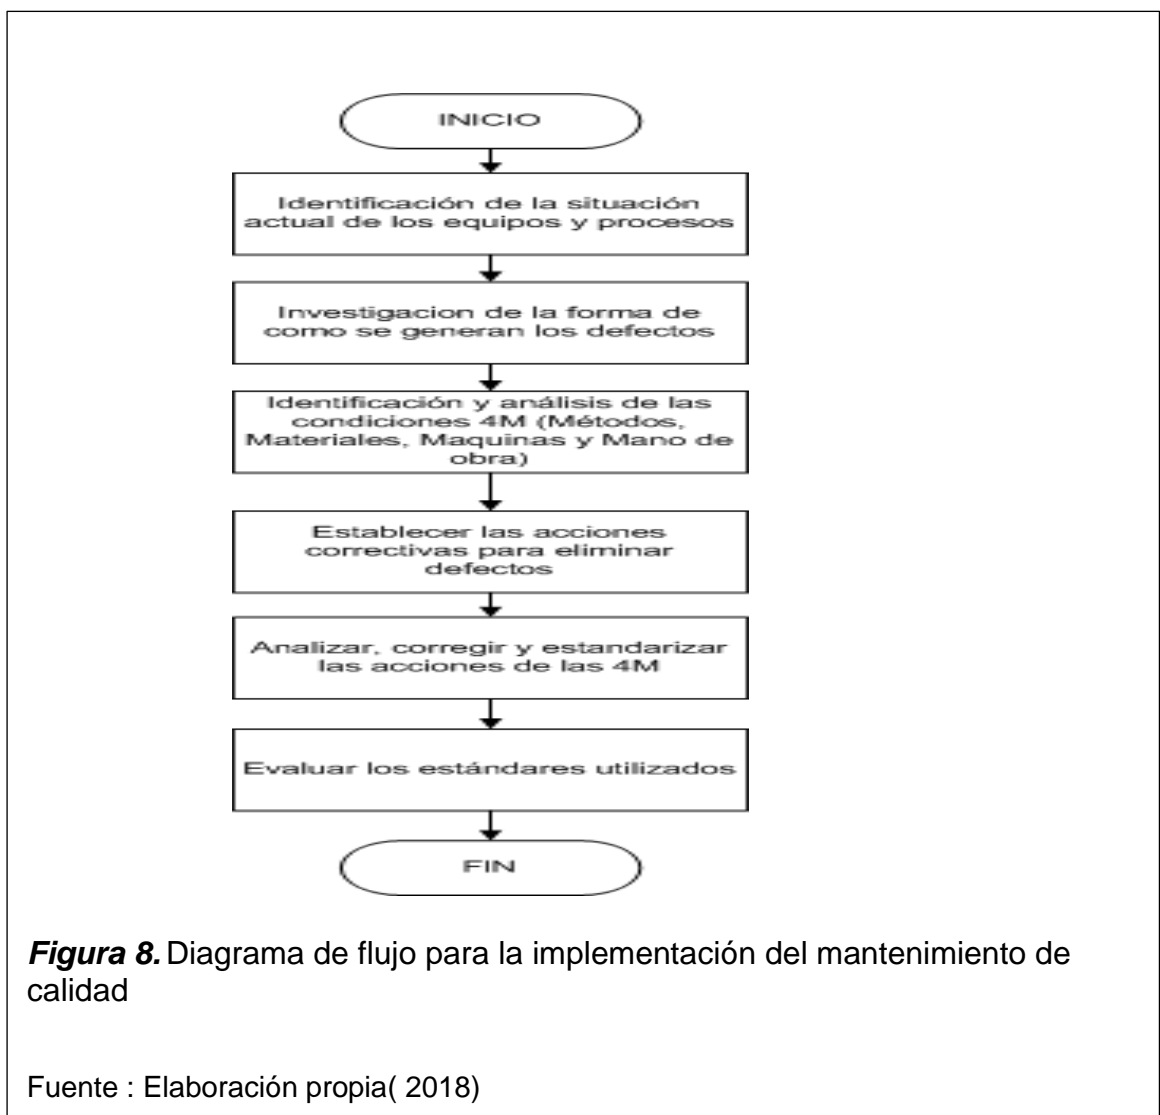 INICIO
Identificación de la situación
actual de los equipos y procesos
Investigacion de la forma de
como se generan los defectos
Identificación y análisis de las
condiciones 4M (Métodos,
Materiales, Maquinas y Mano de
obra)
Establecer las acciones
correctivas para eliminar
defectos
Analizar, corregir y estandarizar
las acciones de las 4M
Evaluar los estándares utilizados
FIN
Figura 8. Diagrama de flujo para la implementación del mantenimiento de
calidad
Fuente : Elaboración propia( 2018)